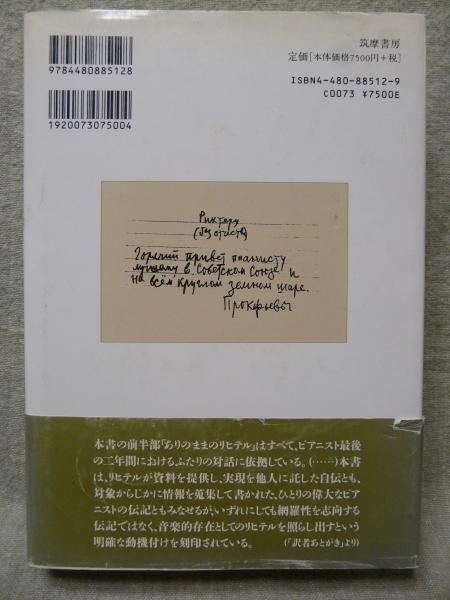 9784480885128
1920073075004
筑摩書房
定価[本体価格7500円+税]
ISBN4-480-88512-9
C0073 ¥7500E
Рихтеру
Горячий привет пианисту
лучшему в Советском Союзе и
на всём круглом земном шаре.
Прокофьевы
本書の前半部「ありのままのリヒテル」はすべて、ピアニスト最後
の二年間におけるふたりの対話に依拠している。(……)本書
は、リヒテルが資料を提供し、実現を他人に託した自伝とも、
対象からじかに情報を蒐集して書かれた、ひとりの偉大なピア
ニストの伝記ともみなせるが、いずれにしても網羅性を志向する
伝記ではなく、音楽的存在としてのリヒテルを照らし出すという
明確な動機付けを刻印されている。 (「訳者あとがき」より)